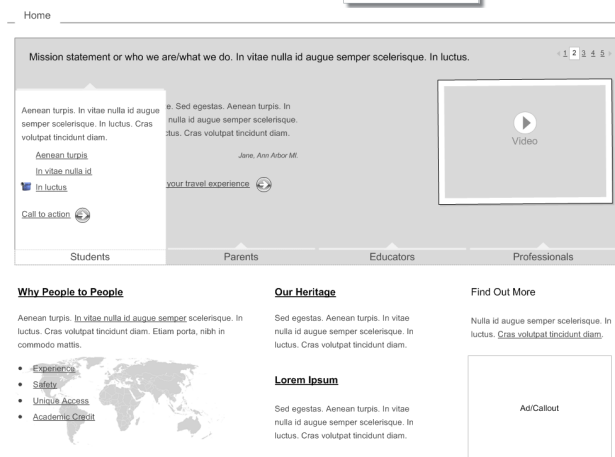 Home
Mission statement or who we are/what we do. In vitae nulla id augue semper scelerisque. In luctus.
1 2 3 4 5
Aenean turpis. In vitae nulla id augue
semper scelerisque. In luctus. Cras
volutpat tincidunt diam.
Aenean turpis
In vitae nulla id
In luctus
Call to action
e. Sed egestas. Aenean turpis. In
nulla id augue semper scelerisque.
ctus. Cras volutpat tincidunt diam.
Jane, Ann Arbor MI.
your travel experience
Video
Students
Parents
Educators
Professionals
Why People to People
Aenean turpis. In vitae nulla id augue semper scelerisque. In
luctus. Cras volutpat tincidunt diam. Etiam porta, nibh in
commodo mattis.
Experience
Safety
Unique Access
Academic Credit
Our Heritage
Sed egestas. Aenean turpis. In vitae
nulla id augue semper scelerisque. In
luctus. Cras volutpat tincidunt diam.
Lorem Ipsum
Sed egestas. Aenean turpis. In vitae
nulla id augue semper scelerisque. In
luctus. Cras volutpat tincidunt diam.
Find Out More
Nulla id augue semper scelerisque. In
luctus. Cras volutpat tincidunt diam.
Ad/Callout